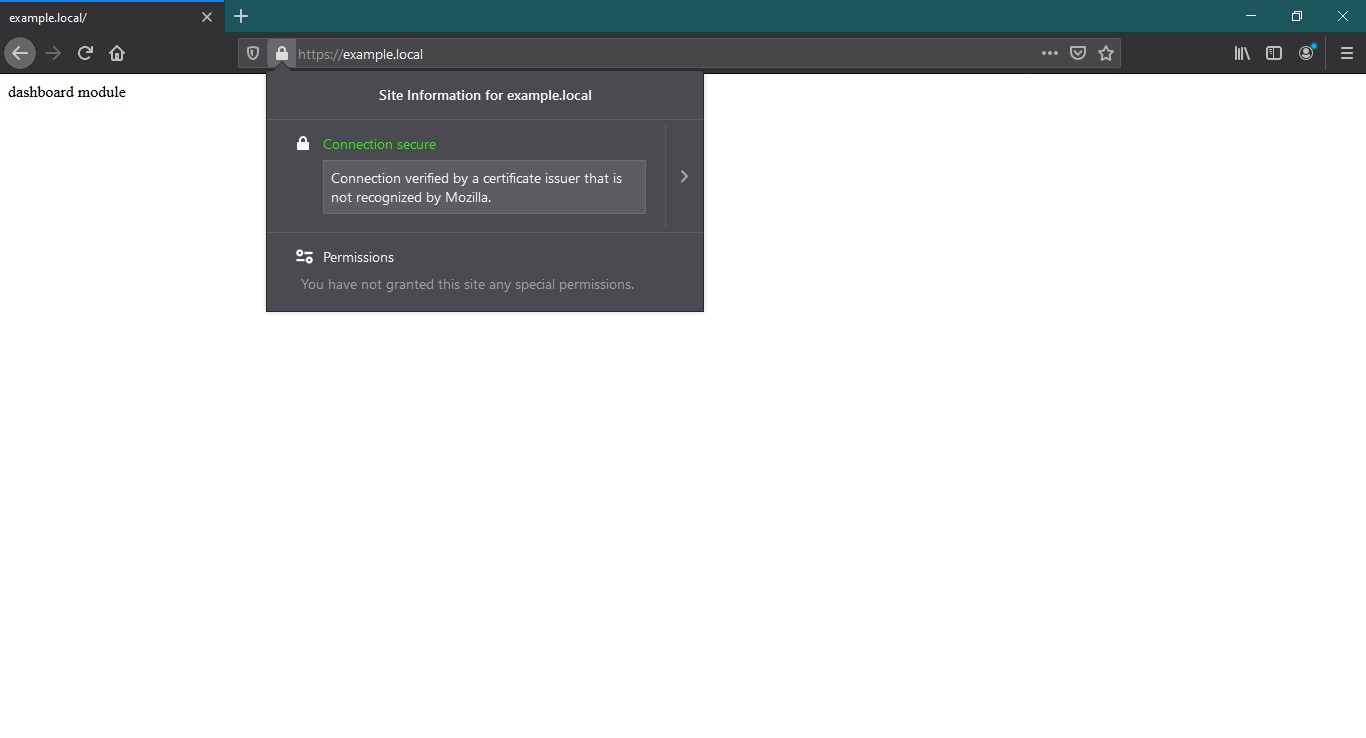 example.local/
https://example.local
dashboard module
Site Information for example.local
Connection secure
Connection verified by a certificate issuer that is
not recognized by Mozilla.
Permissions
You have not granted this site any special permissions.